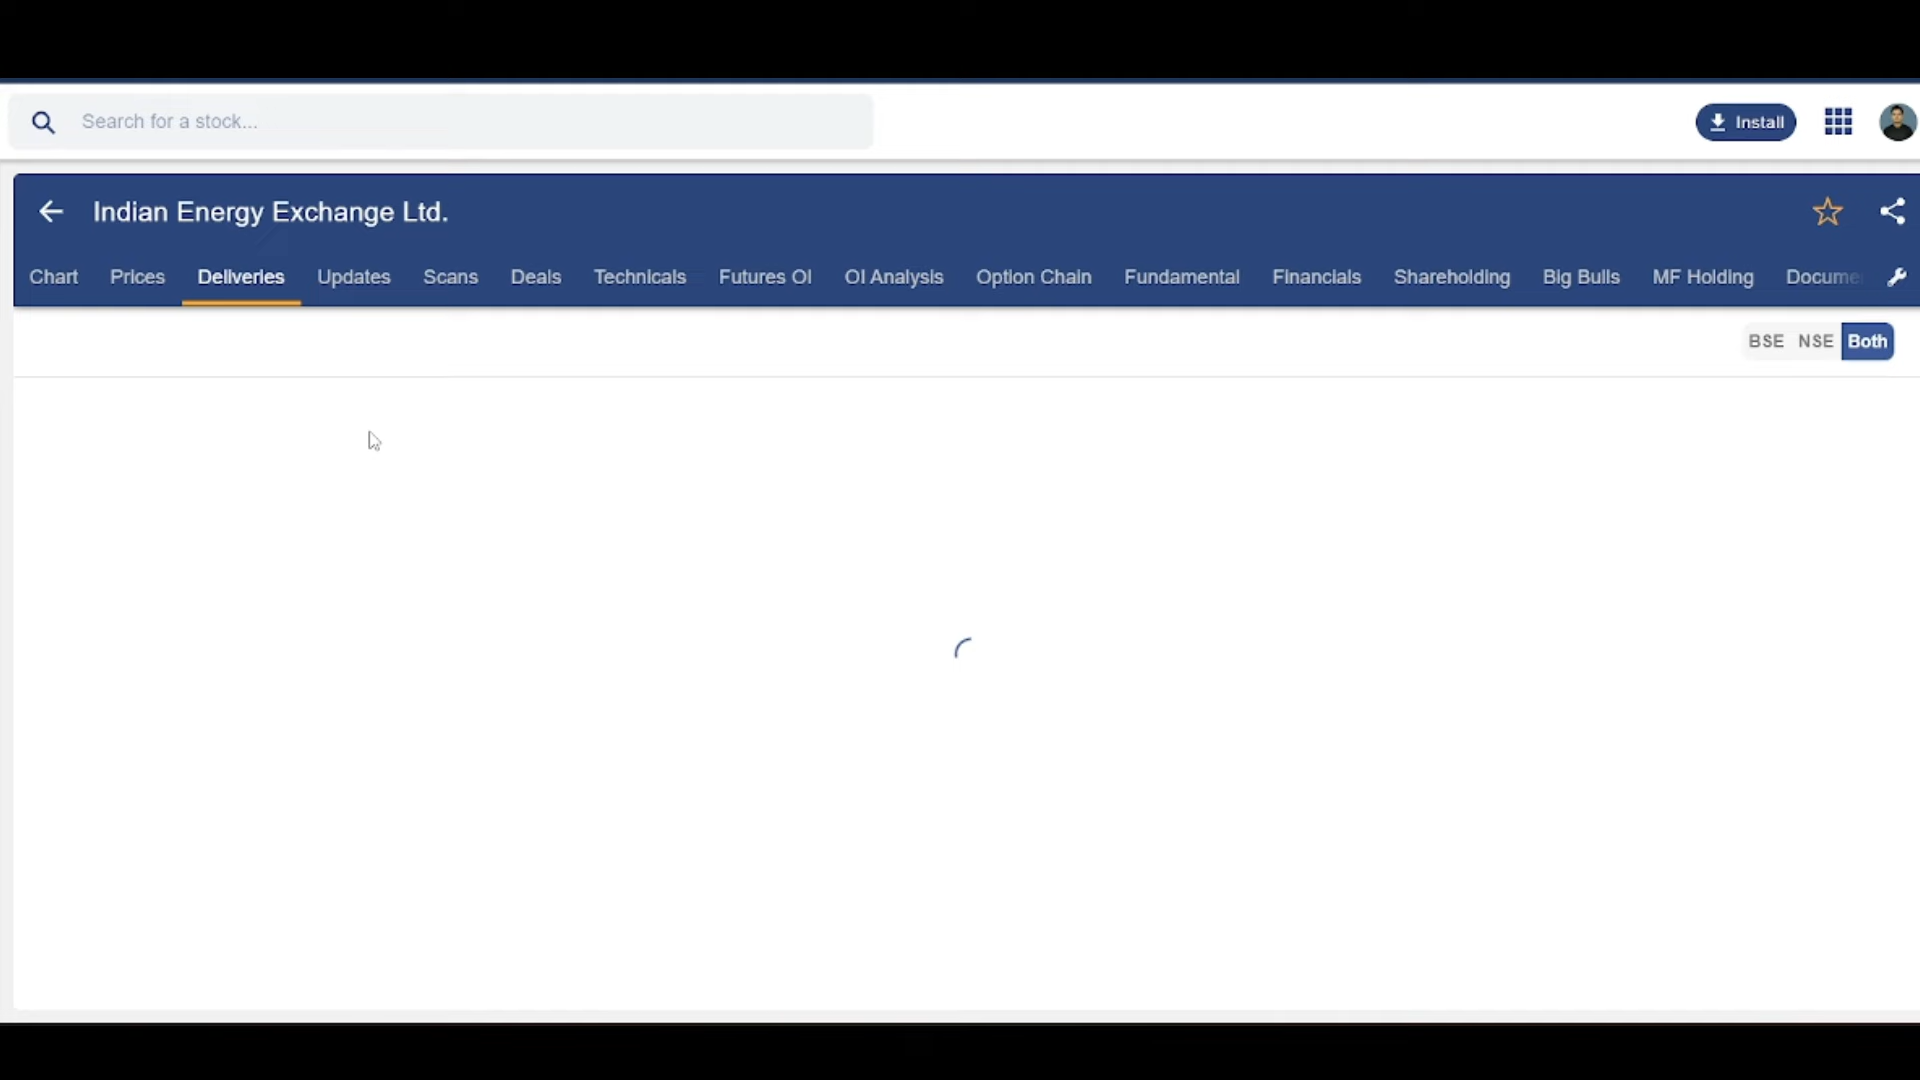 Search for a stock...
Install
Indian Energy Exchange Ltd.
Chart Prices Deliveries Updates Scans Deals Technicals Futures OI OI Analysis Option Chain Fundamental Financials Shareholding Big Bulls MF Holding Docume
BSE NSE Both